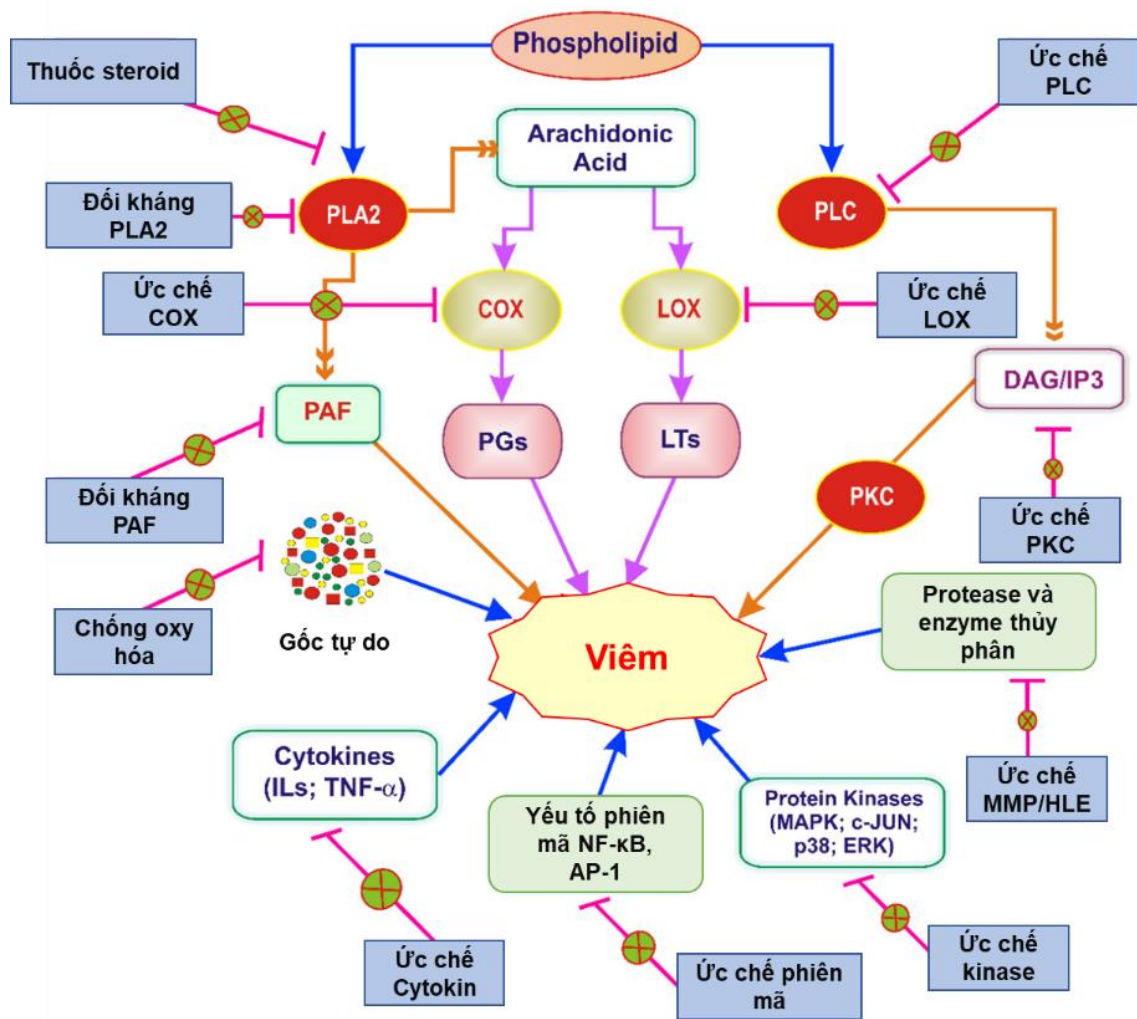 Phospholipid
Thuốc steroid
Ức chế
PLC
Arachidonic
Acid
Đối kháng
PLA2
PLA2
PLC
Ức chế
COX
COX
LOX
Ức chế
LOX
DAG/IP3
PAF
PGs
LTs
PKC
Đối kháng
PAF
Ức chế
PKC
Chống oxy
hóa
Gốc tự do
Viêm
Protease và
enzyme thủy
phân
Cytokines
(ILs; TNF-α)
Yếu tố phiên
mã NF-κB,
AP-1
Protein Kinases
(MAPK; c-JUN;
p38; ERK)
Ức chế
MMP/HLE
Ức chế
Cytokin
Ức chế phiên
mã
Ức chế
kinase